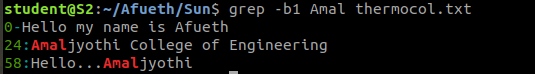 student@S2:~/Afueth/Sun$ grep -b1 Amal thermocol.txt
0-Hello my name is Afueth
24:Amaljyothi College of Engineering
58:Hello...Amaljyothi